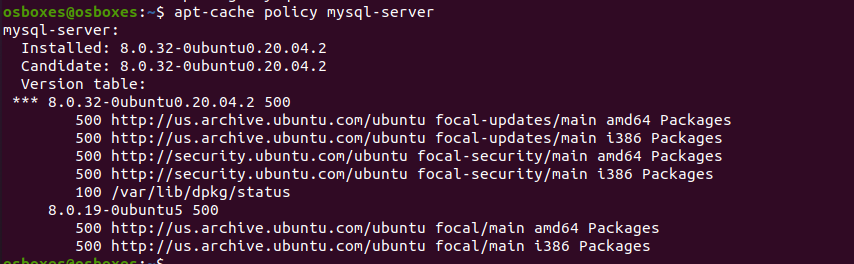 osboxes@osboxes:~$ apt-cache policy mysql-server
mysql-server:
  Installed: 8.0.32-0ubuntu0.20.04.2
  Candidate: 8.0.32-0ubuntu0.20.04.2
  Version table:
 *** 8.0.32-0ubuntu0.20.04.2 500
        500 http://us.archive.ubuntu.com/ubuntu focal-updates/main amd64 Packages
        500 http://us.archive.ubuntu.com/ubuntu focal-updates/main i386 Packages
        500 http://security.ubuntu.com/ubuntu focal-security/main amd64 Packages
        500 http://security.ubuntu.com/ubuntu focal-security/main i386 Packages
        100 /var/lib/dpkg/status
     8.0.19-0ubuntu5 500
        500 http://us.archive.ubuntu.com/ubuntu focal/main amd64 Packages
        500 http://us.archive.ubuntu.com/ubuntu focal/main i386 Packages
osboxes@osboxes:~$